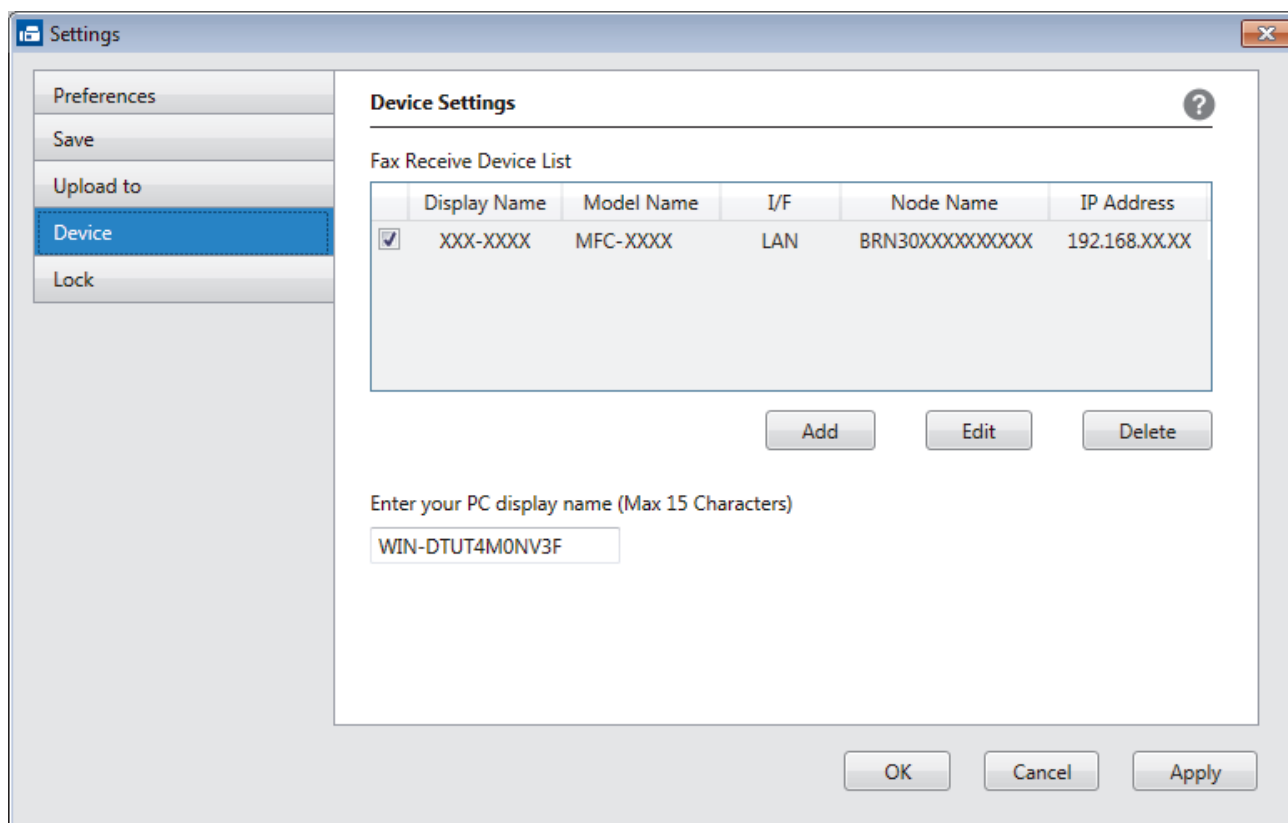 Settings
Preferences
Save
Upload to
Device
Lock
Device Settings
?
Fax Receive Device List
Display Name Model Name I/F Node Name IP Address
XXX-XXXX MFC-XXXX LAN BRN30XXXXXXXXXX 192.168.XX.XX
Add Edit Delete
Enter your PC display name (Max 15 Characters)
WIN-DTUT4M0NV3F
OK Cancel Apply